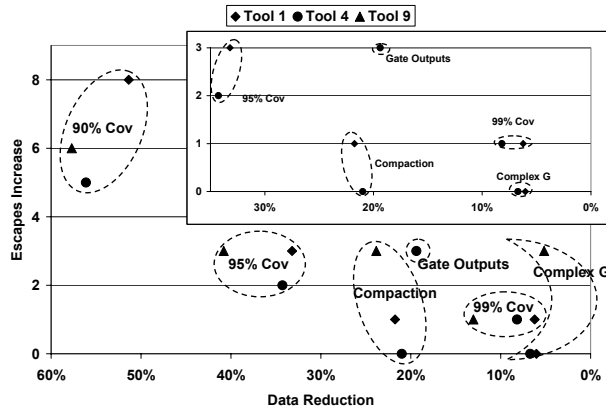 Tool 1 Tool 4 Tool 9
Escapes Increase
8
6
4
2
0
60% 50% 40% 30% 20% 10% 0%
Data Reduction
90% Cov
95% Cov
Compaction
Gate Outputs
99% Cov
Complex G
3
2
1
0
30% 20% 10% 0%
Gate Outputs
95% Cov
99% Cov
Compaction
Complex G